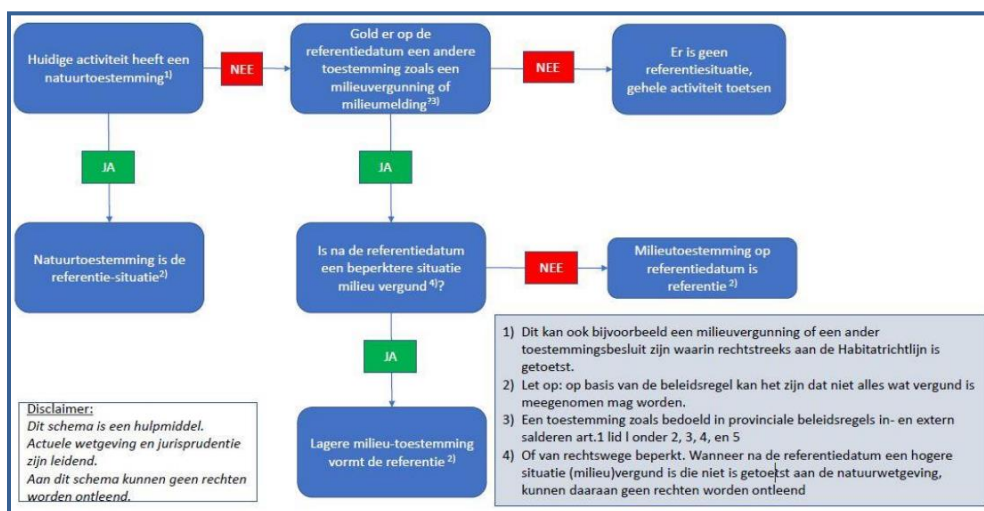 Huidige activiteit heeft een
natuurtoestemming1)
NEE
Gold er op de
referentiedatum een andere
toestemming zoals een
milieuvergunning of
milieumelding?3)
NEE
Er is geen
referentiesituatie,
gehele activiteit toetsen
JA
JA
Natuurtoestemming is de
referentie-situatie2)
Is na de referentiedatum
een beperktere situatie
milieu vergund 4)?
NEE
Milieutoestemming op
referentiedatum is
referentie 2)
JA
Lagere milieu-toestemming
vormt de referentie 2)
Disclaimer:
Dit schema is een hulpmiddel.
Actuele wetgeving en jurisprudentie
zijn leidend.
Aan dit schema kunnen geen rechten
worden ontleend.
1) Dit kan ook bijvoorbeeld een milieuvergunning of een ander
toestemmingsbesluit zijn waarin rechtstreeks aan de Habitatrichtlijn is
getoetst.
2) Let op: op basis van de beleidsregel kan het zijn dat niet alles wat vergund is
meegenomen mag worden.
3) Een toestemming zoals bedoeld in provinciale beleidsregels in- en extern
salderen art.1 lid l onder 2, 3, 4, en 5
4) Of van rechtswege beperkt. Wanneer na de referentiedatum een hogere
situatie (milieu)vergund is die niet is getoetst aan de natuurwetgeving,
kunnen daaraan geen rechten worden ontleend